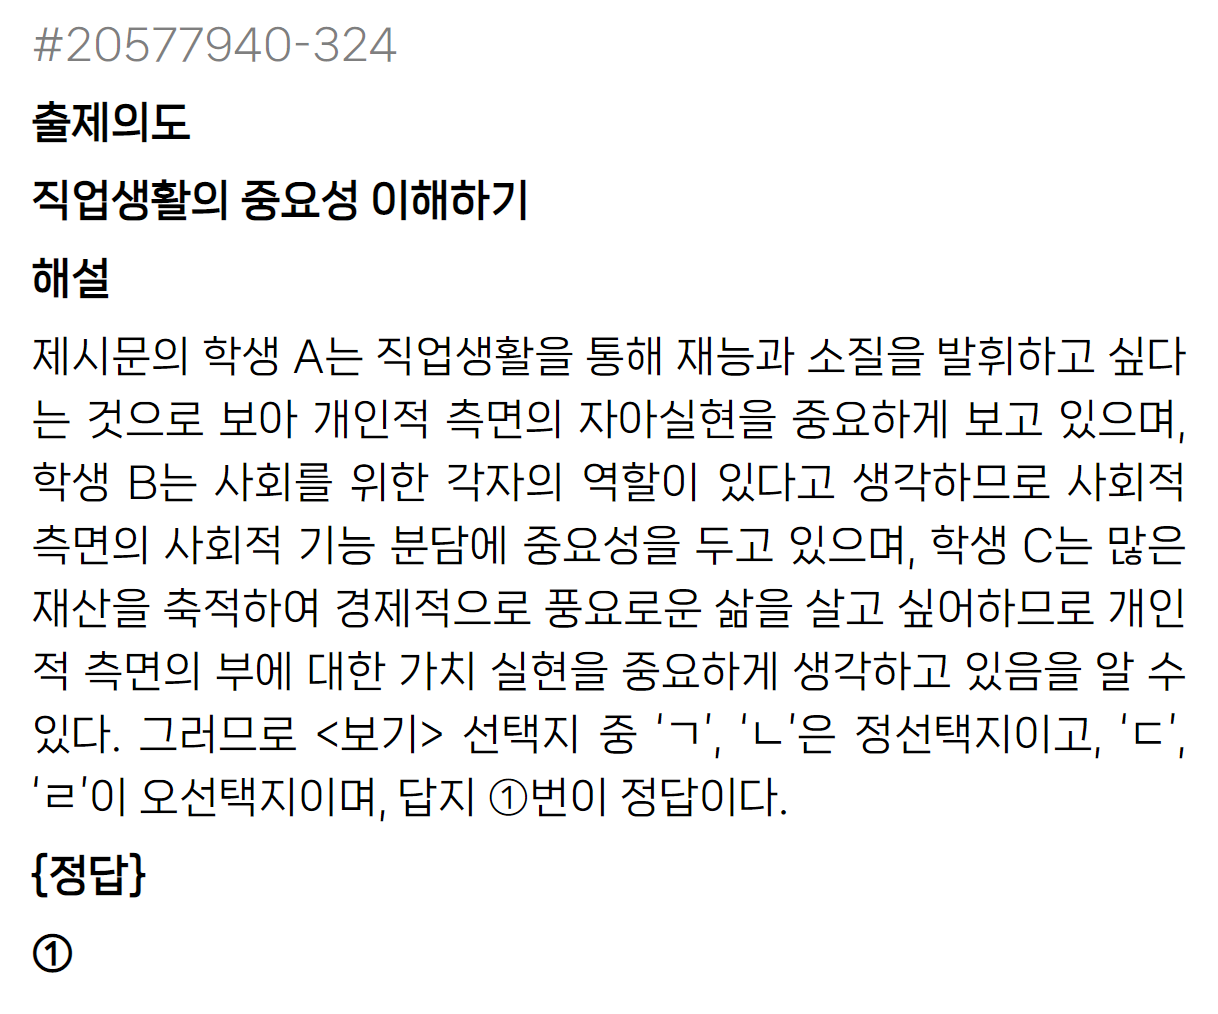 #20577940-324
출제의도
직업생활의 중요성 이해하기
해설
제시문의 학생 A는 직업생활을 통해 재능과 소질을 발휘하고 싶다
는 것으로 보아 개인적 측면의 자아실현을 중요하게 보고 있으며,
학생 B는 사회를 위한 각자의 역할이 있다고 생각하므로 사회적
측면의 사회적 기능 분담에 중요성을 두고 있으며, 학생 C는 많은
재산을 축적하여 경제적으로 풍요로운 삶을 살고 싶어하므로 개인
적 측면의 부에 대한 가치 실현을 중요하게 생각하고 있음을 알 수
있다. 그러므로 <보기> 선택지 중 ‘ㄱ’, ‘ㄴ’은 정선택지이고, ‘ㄷ’,
‘ㄹ’이 오선택지이며, 답지 ①번이 정답이다.
{정답}
①